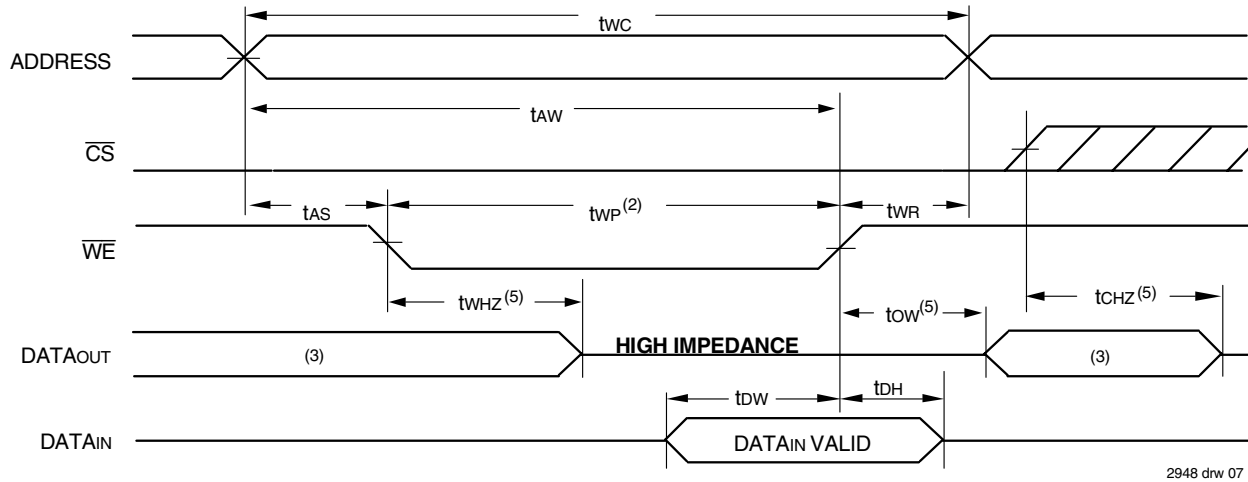 tWC
ADDRESS
tAW
CS
tAS
tWP(2)
tWR
WE
tWHZ(5)
tOW(5)
tCHZ(5)
DATAOUT
(3)
HIGH IMPEDANCE
(3)
tDW
tDH
DATAIN
DATAIN VALID
2948 drw 07